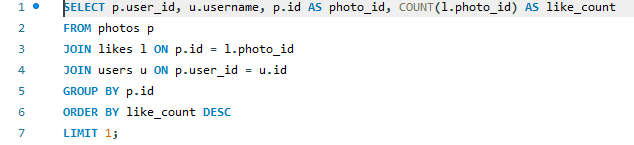 1 SELECT p.user_id, u.username, p.id AS photo_id, COUNT(l.photo_id) AS like_count
2 FROM photos p
3 JOIN likes l ON p.id = l.photo_id
4 JOIN users u ON p.user_id = u.id
5 GROUP BY p.id
6 ORDER BY like_count DESC
7 LIMIT 1;